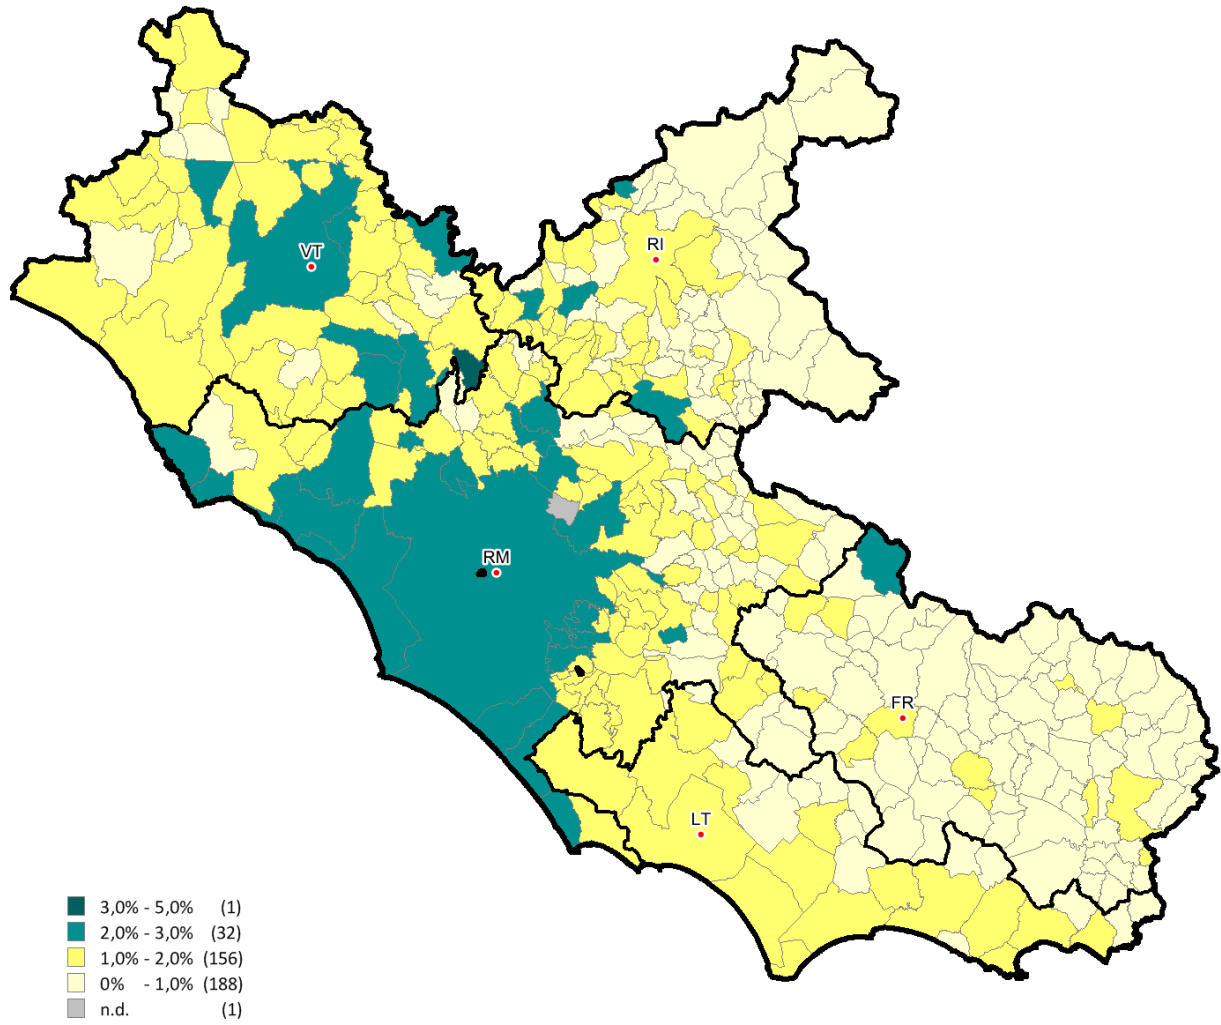 VT
RI
RM
FR
LT
3,0% - 5,0% (1)
2,0% - 3,0% (32)
1,0% - 2,0% (156)
0% - 1,0% (188)
n.d. (1)